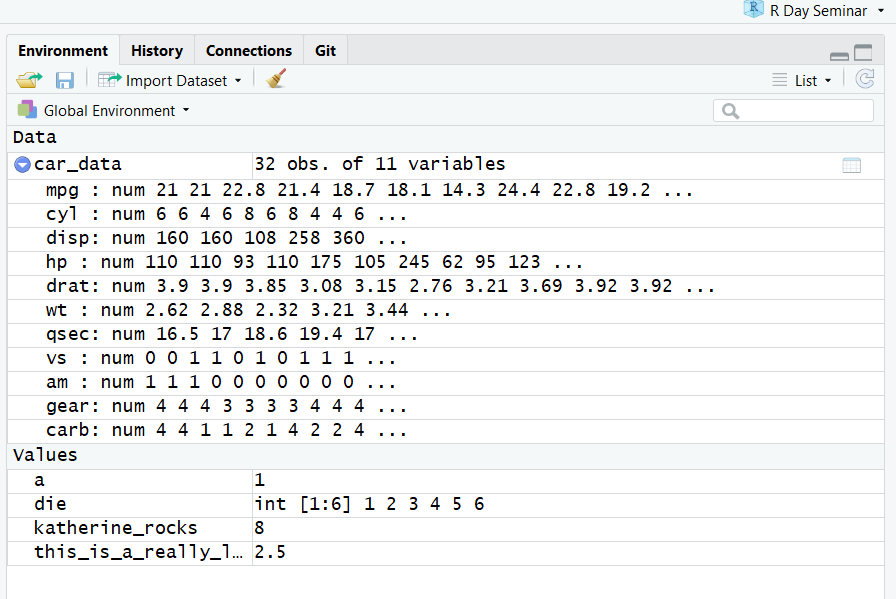 R Day Seminar
Environment History Connections Git
Import Dataset List
Global Environment
Data
car_data 32 obs. of 11 variables
mpg : num 21 21 22.8 21.4 18.7 18.1 14.3 24.4 22.8 19.2 ...
cyl : num 6 6 4 6 8 6 8 4 4 6 ...
disp: num 160 160 108 258 360 ...
hp : num 110 110 93 110 175 105 245 62 95 123 ...
drat: num 3.9 3.9 3.85 3.08 3.15 2.76 3.21 3.69 3.92 3.92 ...
wt : num 2.62 2.88 2.32 3.21 3.44 ...
qsec: num 16.5 17 18.6 19.4 17 ...
vs : num 0 0 1 1 0 1 0 1 1 1 ...
am : num 1 1 1 0 0 0 0 0 0 0 ...
gear: num 4 4 4 3 3 3 3 4 4 4 ...
carb: num 4 4 1 1 2 1 4 2 2 4 ...
Values
a 1
die int [1:6] 1 2 3 4 5 6
katherine_rocks 8
this_is_a_really_l… 2.5